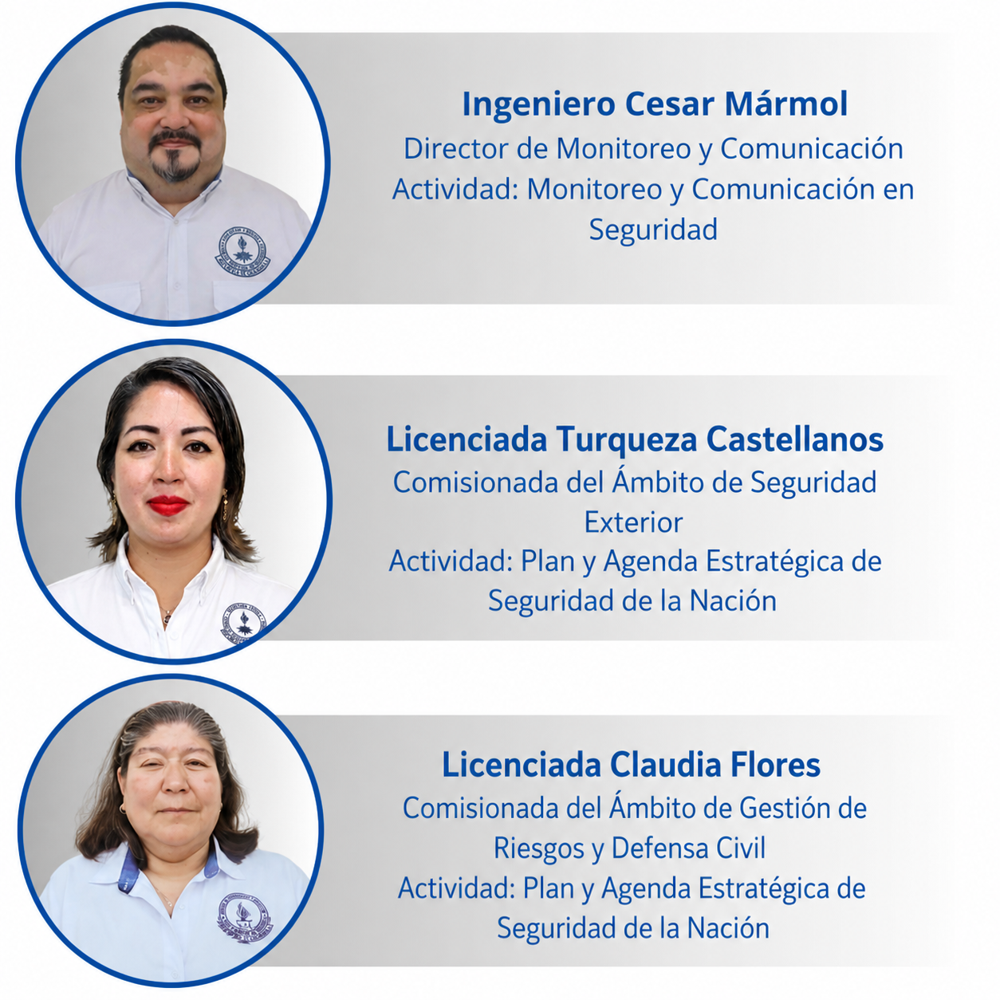 Ingeniero Cesar Mármol
Director de Monitoreo y Comunicación
Actividad: Monitoreo y Comunicación en
Seguridad
Licenciada Turqueza Castellanos
Comisionada del Ámbito de Seguridad
Exterior
Actividad: Plan y Agenda Estratégica de
Seguridad de la Nación
Licenciada Claudia Flores
Comisionada del Ámbito de Gestión de
Riesgos y Defensa Civil
Actividad: Plan y Agenda Estratégica de
Seguridad de la Nación